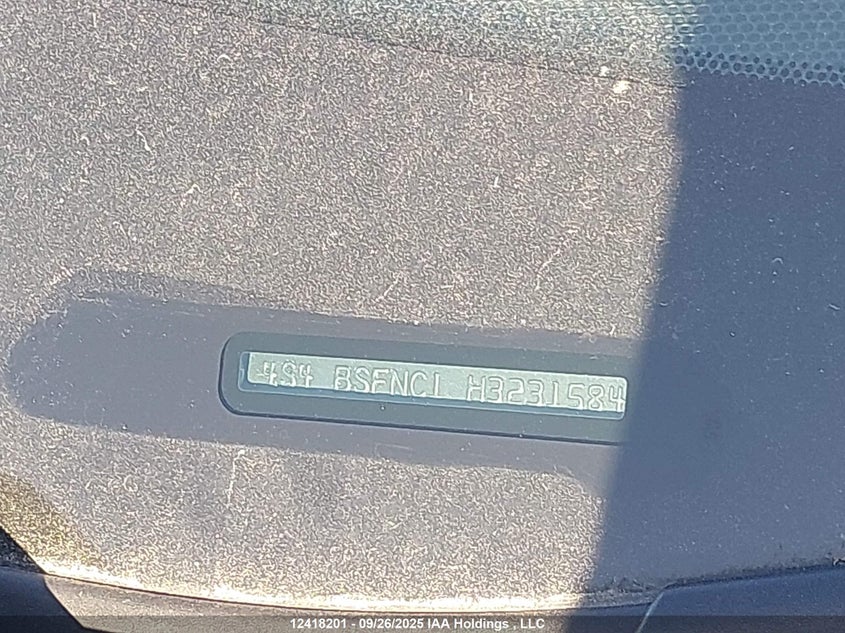 4S4 BSENC1 H3231584
12418201 - 09/26/2025 IAA Holdings , LLC